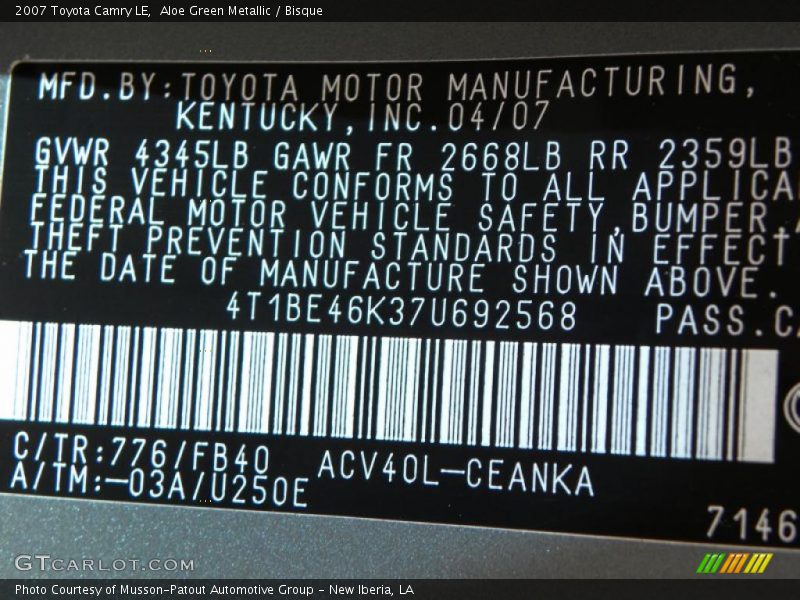 2007 Toyota Camry LE, Aloe Green Metallic / Bisque
MFD.BY:TOYOTA MOTOR MANUFACTURING,
KENTUCKY,INC.04/07
GVWR 4345LB GAWR FR 2668LB RR 2359LB
THIS VEHICLE CONFORMS TO ALL APPLICA
FEDERAL MOTOR VEHICLE SAFETY,BUMPER,A
THEFT PREVENTION STANDARDS IN EFFECT
THE DATE OF MANUFACTURE SHOWN ABOVE.
4T1BE46K37U692568 PASS.CA
C/TR:776/FB40 ACV40L-CEANKA
A/TM:-03A/U250E
7146
GTCARLOT.COM
Photo Courtesy of Musson-Patout Automotive Group - New Iberia, LA